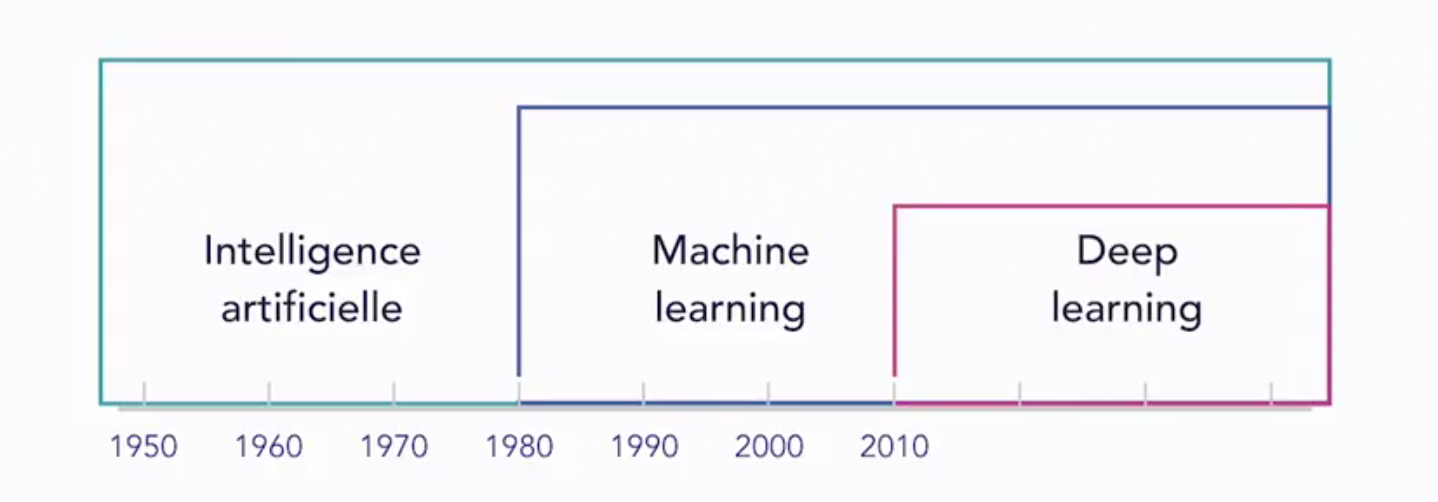 Intelligence
artificielle
Machine
learning
Deep
learning
1950 1960 1970 1980 1990 2000 2010